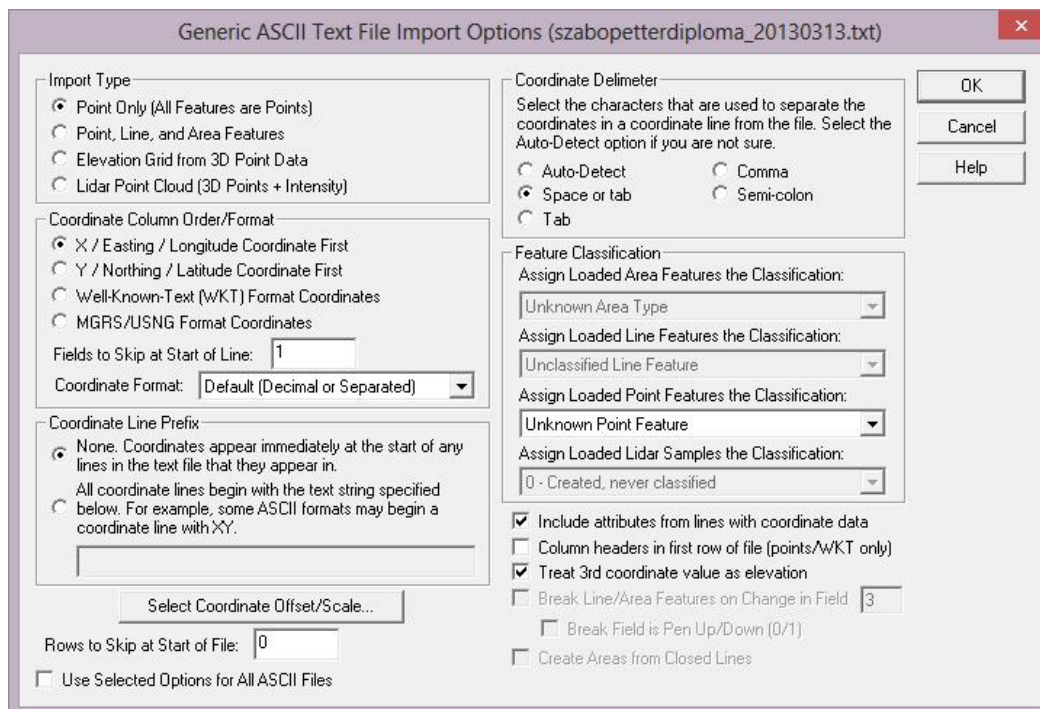 Generic ASCII Text File Import Options (szabopetterdiploma_20130313.txt)
Import Type
Point Only (All Features are Points)
Point, Line, and Area Features
Elevation Grid from 3D Point Data
Lidar Point Cloud (3D Points + Intensity)
Coordinate Column Order/Format
X / Easting / Longitude Coordinate First
Y / Northing / Latitude Coordinate First
Well-Known-Text (WKT) Format Coordinates
MGRS/USNG Format Coordinates
Fields to Skip at Start of Line: 1
Coordinate Format: Default (Decimal or Separated)
Coordinate Line Prefix
None. Coordinates appear immediately at the start of any
lines in the text file that they appear in.
All coordinate lines begin with the text string specified
below. For example, some ASCII formats may begin a
coordinate line with XY.
Select Coordinate Offset/Scale...
Rows to Skip at Start of File: 0
Use Selected Options for All ASCII Files
Coordinate Delimeter
Select the characters that are used to separate the
coordinates in a coordinate line from the file. Select the
Auto-Detect option if you are not sure.
Auto-Detect Comma
Space or tab Semi-colon
Tab
Feature Classification
Assign Loaded Area Features the Classification:
Unknown Area Type
Assign Loaded Line Features the Classification:
Unclassified Line Feature
Assign Loaded Point Features the Classification:
Unknown Point Feature
Assign Loaded Lidar Samples the Classification:
0 - Created, never classified
Include attributes from lines with coordinate data
Column headers in first row of file (points/WKT only)
Treat 3rd coordinate value as elevation
Break Line/Area Features on Change in Field 3
Break Field is Pen Up/Down (0/1)
Create Areas from Closed Lines
OK
Cancel
Help